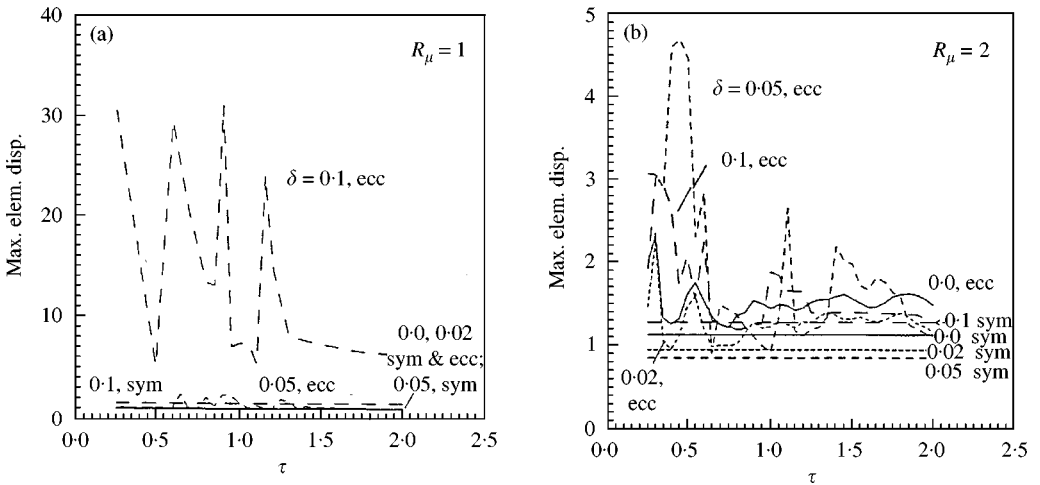 (a)
R_μ = 1
40
30
20
10
0
Max. elem. disp.
δ = 0·1, ecc
0·0, 0·02
sym & ecc;
0·1, sym
0·05, ecc
0·05, sym
0·0
0·5
1·0
1·5
2·0
2·5
τ
(b)
R_μ = 2
5
4
3
2
1
0
Max. elem. disp.
δ = 0·05, ecc
0·1, ecc
0·0, ecc
0·1 sym
0·0 sym
0·02 sym
0·05 sym
0·02,
ecc
0·0
0·5
1·0
1·5
2·0
2·5
τ